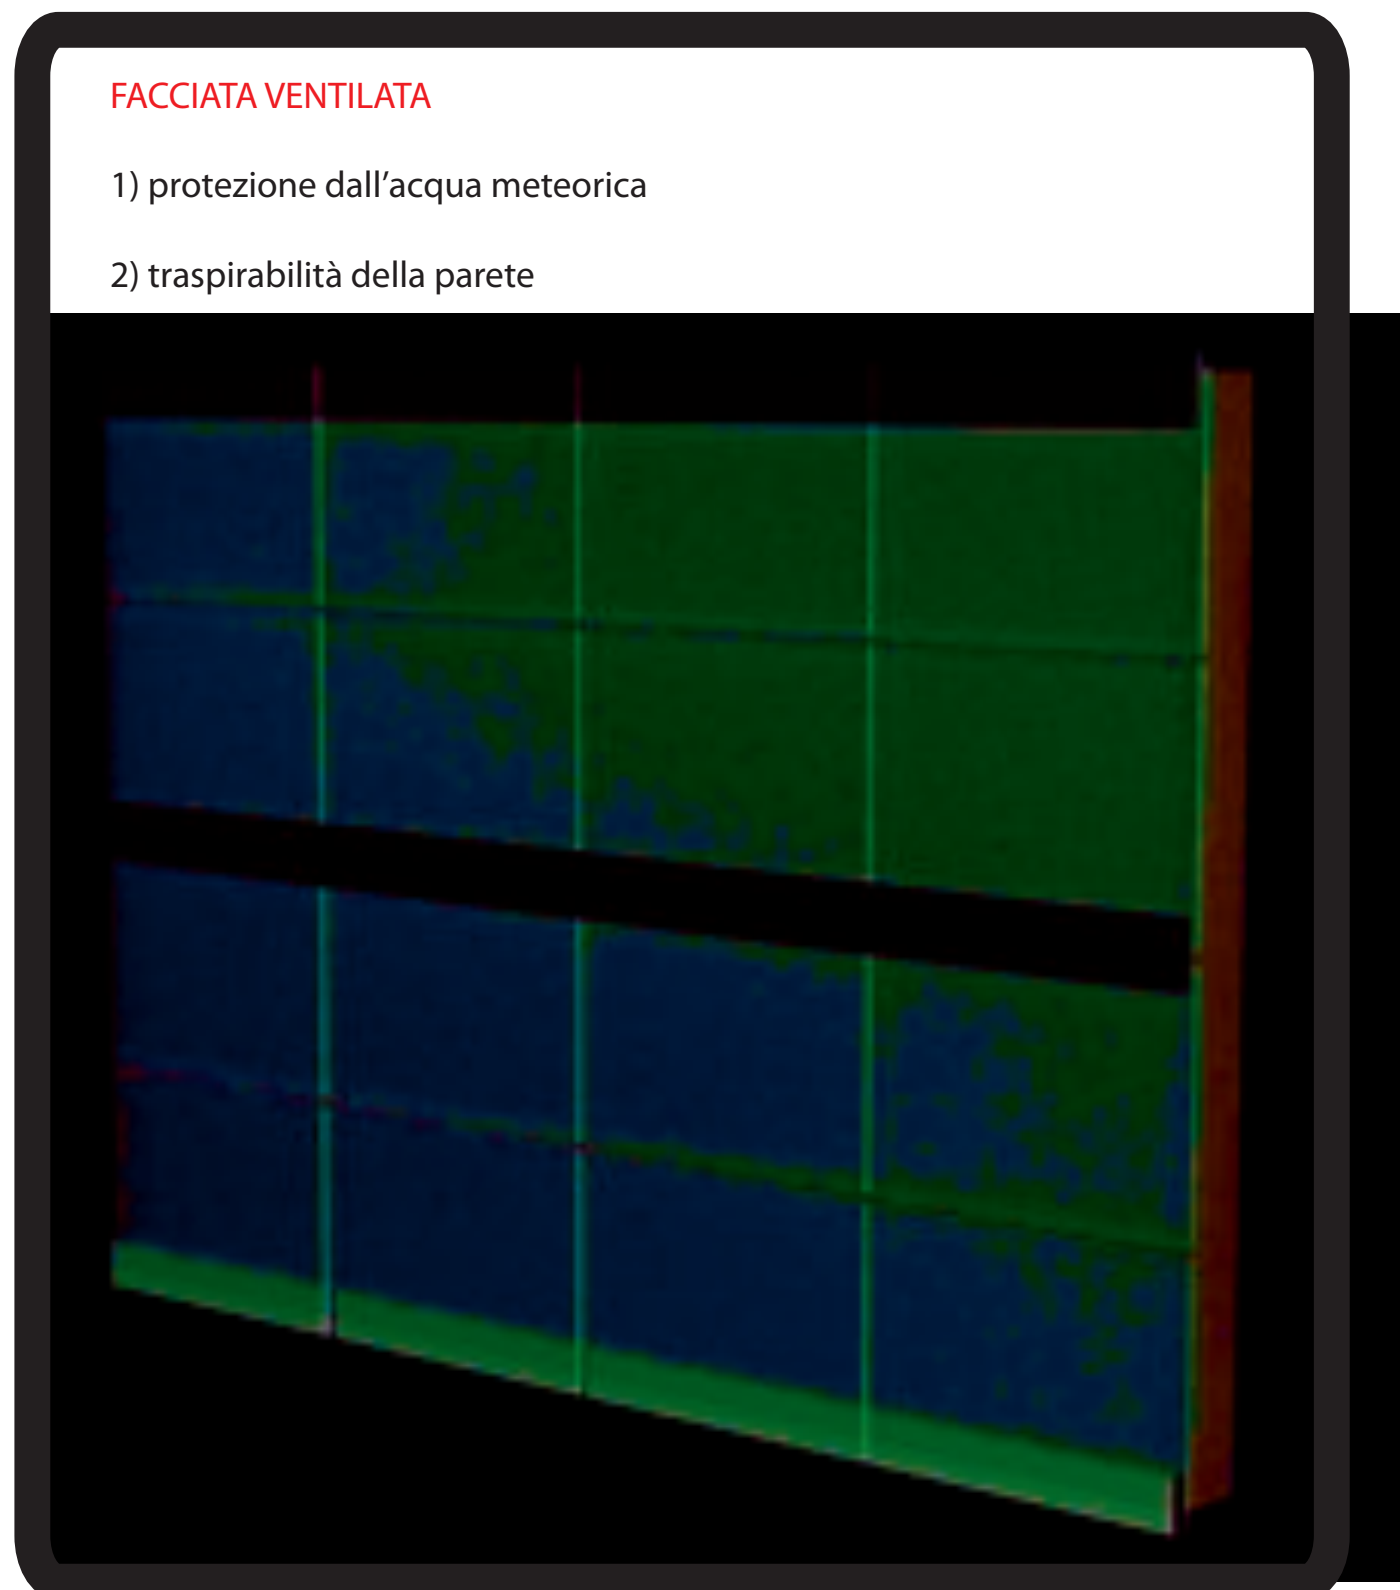 FACCIATA VENTILATA
1) protezione dall’acqua meteorica
2) traspirabilità della parete